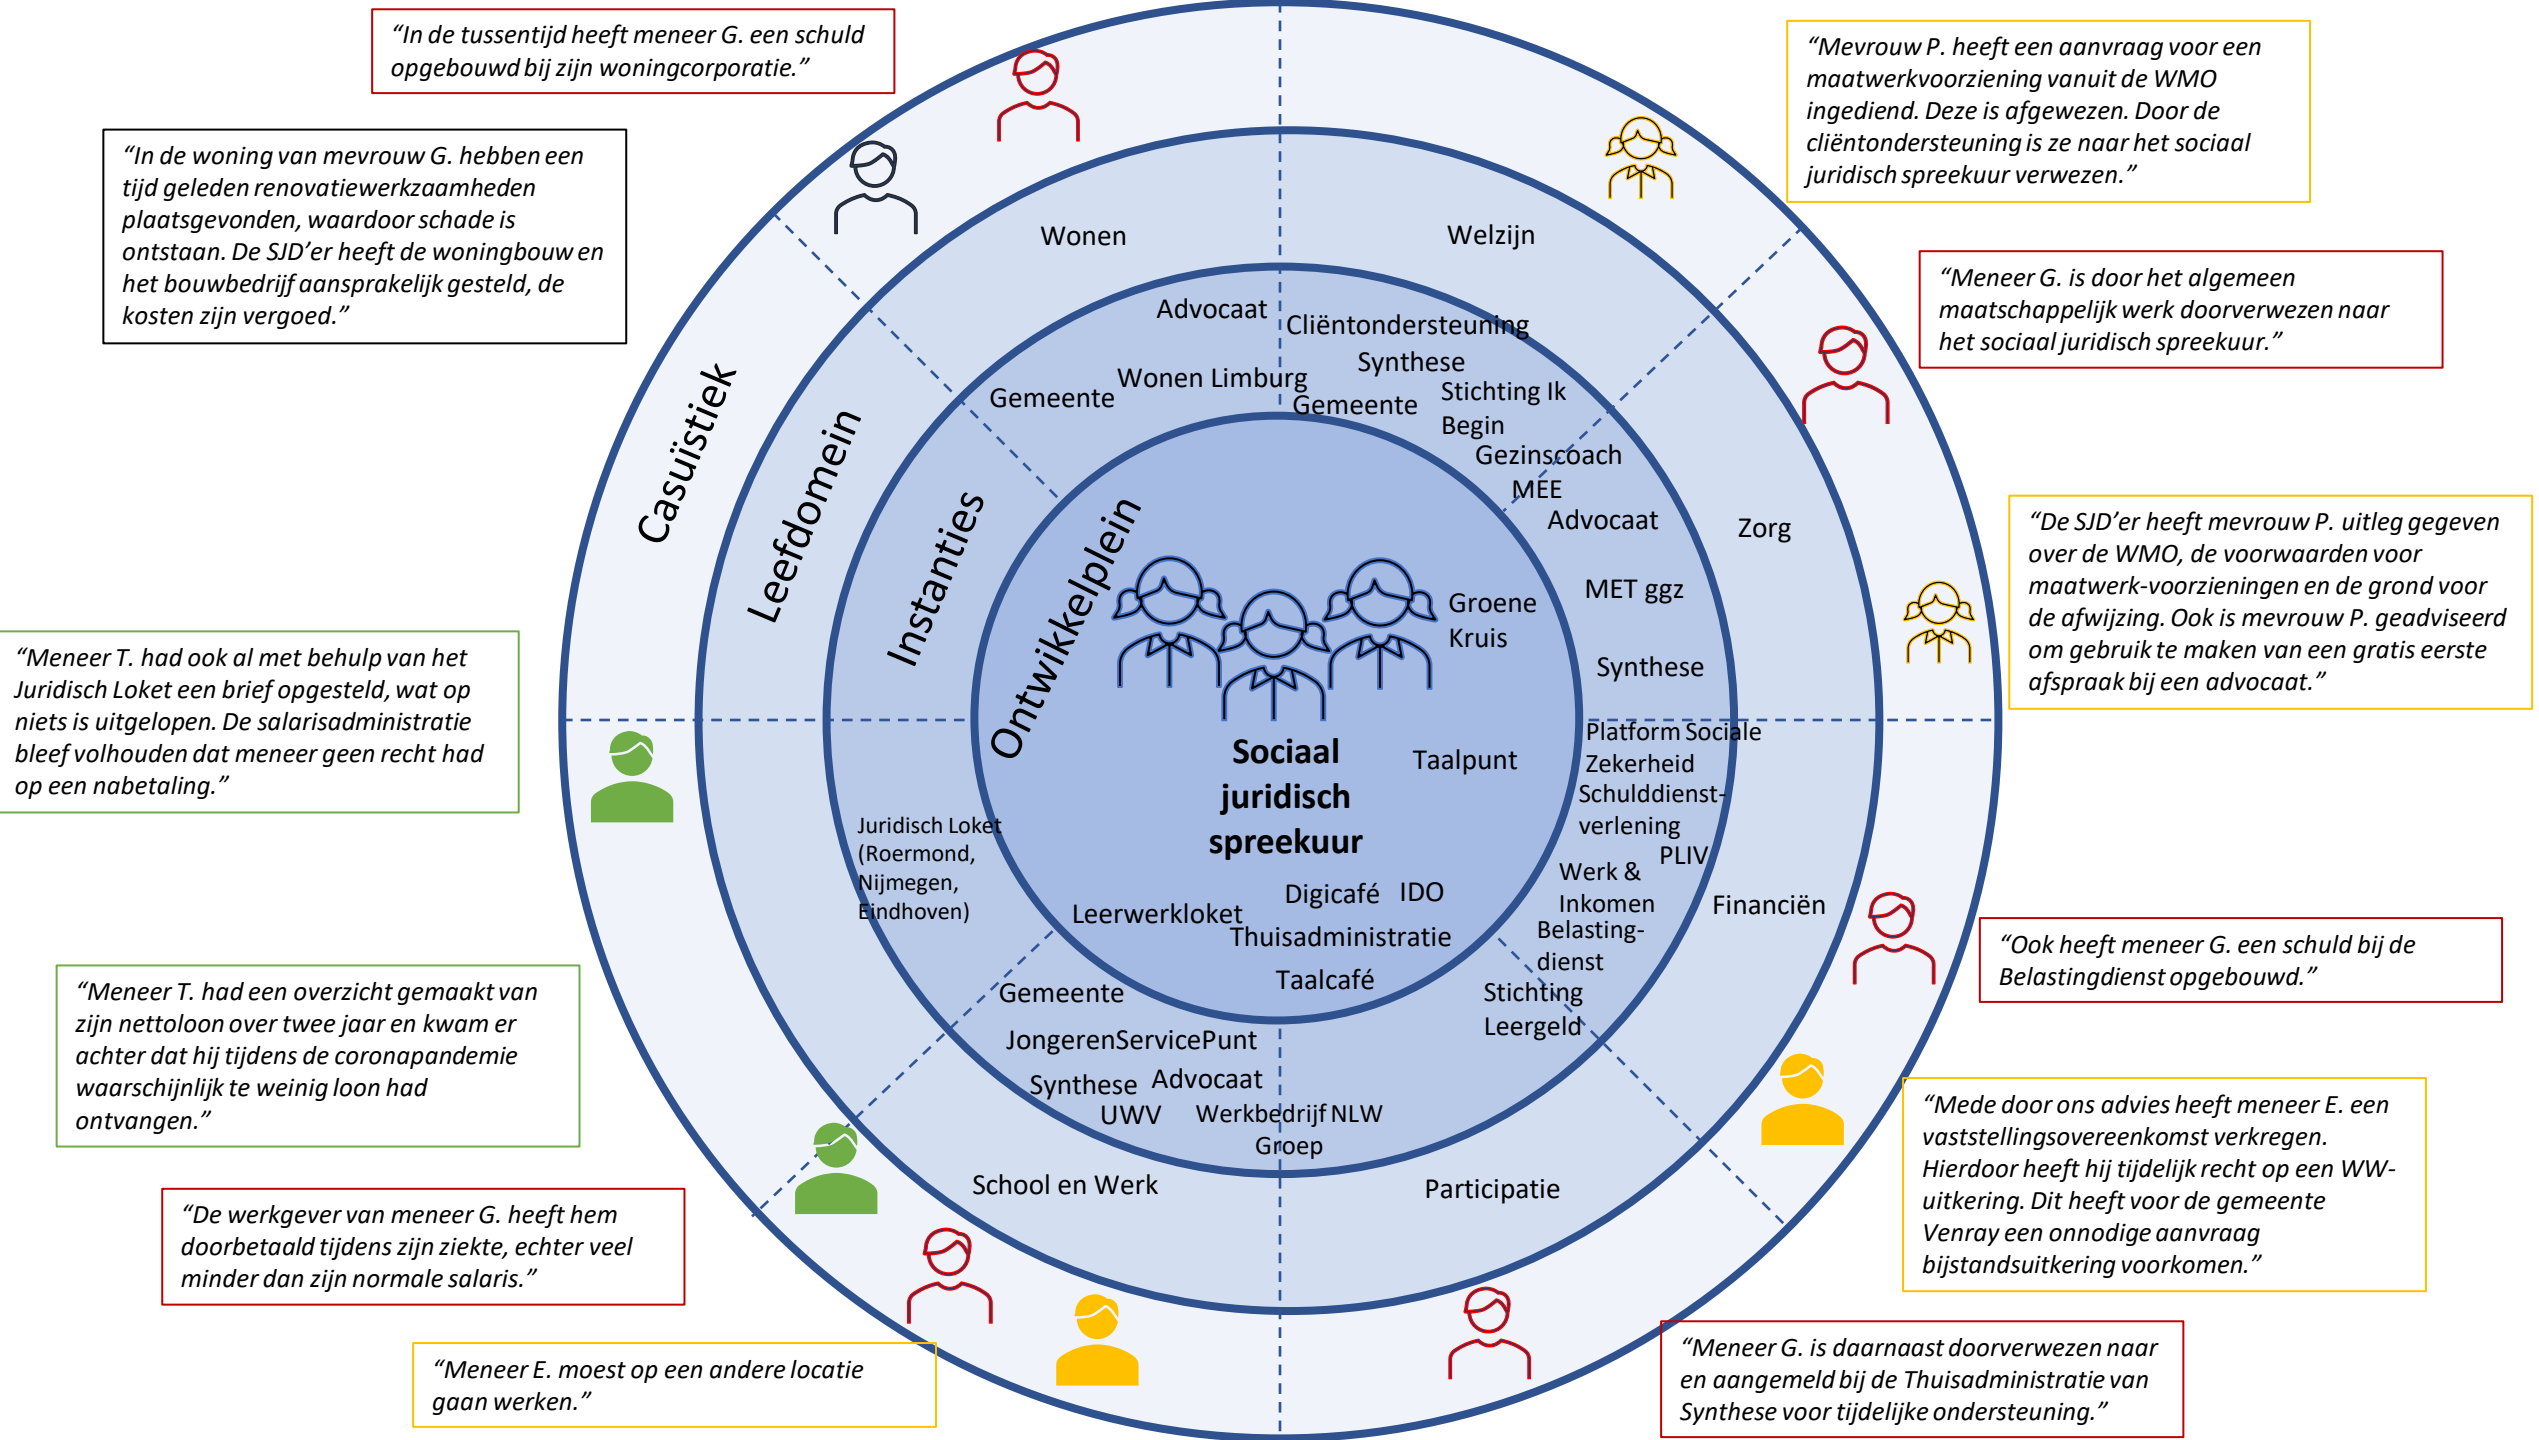 “In de tussentijd heeft meneer G. een schuld
opgebouwd bij zijn woningcorporatie.”
“In de woning van mevrouw G. hebben een
tijd geleden renovatiewerkzaamheden
plaatsgevonden, waardoor schade is
ontstaan. De SJD’er heeft de woningbouw en
het bouwbedrijf aansprakelijk gesteld, de
kosten zijn vergoed.”
“Meneer T. had ook al met behulp van het
Juridisch Loket een brief opgesteld, wat op
niets is uitgelopen. De salarisadministratie
bleef volhouden dat meneer geen recht had
op een nabetaling.”
“Meneer T. had een overzicht gemaakt van
zijn nettoloon over twee jaar en kwam er
achter dat hij tijdens de coronapandemie
waarschijnlijk te weinig loon had
ontvangen.”
“De werkgever van meneer G. heeft hem
doorbetaald tijdens zijn ziekte, echter veel
minder dan zijn normale salaris.”
“Meneer E. moest op een andere locatie
gaan werken.”
Casuïstiek
Leefdomein
Instanties
Ontwikkelplein
Wonen
Welzijn
Advocaat
Wonen Limburg
Gemeente
Cliëntondersteuning
Synthese
Gemeente
Stichting Ik
Begin
Gezinscoach
MEE
Advocaat
Zorg
MET ggz
Synthese
Groene
Kruis
Sociaal
juridisch
spreekuur
Taalpunt
Digicafé
IDO
Leerwerkloket
Thuisadministratie
Taalcafé
Platform Sociale
Zekerheid
Schulddienst-
verlening
PLIV
Werk &
Inkomen
Belasting-
dienst
Stichting
Leergeld
Financiën
Juridisch Loket
(Roermond,
Nijmegen,
Eindhoven)
Gemeente
JongerenServicePunt
Synthese
Advocaat
UWV
Werkbedrijf NLW
Groep
School en Werk
Participatie
“Mevrouw P. heeft een aanvraag voor een
maatwerkvoorziening vanuit de WMO
ingediend. Deze is afgewezen. Door de
cliëntondersteuning is ze naar het sociaal
juridisch spreekuur verwezen.”
“Meneer G. is door het algemeen
maatschappelijk werk doorverwezen naar
het sociaal juridisch spreekuur.”
“De SJD’er heeft mevrouw P. uitleg gegeven
over de WMO, de voorwaarden voor
maatwerk-voorzieningen en de grond voor
de afwijzing. Ook is mevrouw P. geadviseerd
om gebruik te maken van een gratis eerste
afspraak bij een advocaat.”
“Ook heeft meneer G. een schuld bij de
Belastingdienst opgebouwd.”
“Mede door ons advies heeft meneer E. een
vaststellingsovereenkomst verkregen.
Hierdoor heeft hij tijdelijk recht op een WW-
uitkering. Dit heeft voor de gemeente
Venray een onnodige aanvraag
bijstandsuitkering voorkomen.”
“Meneer G. is daarnaast doorverwezen naar
en aangemeld bij de Thuisadministratie van
Synthese voor tijdelijke ondersteuning.”